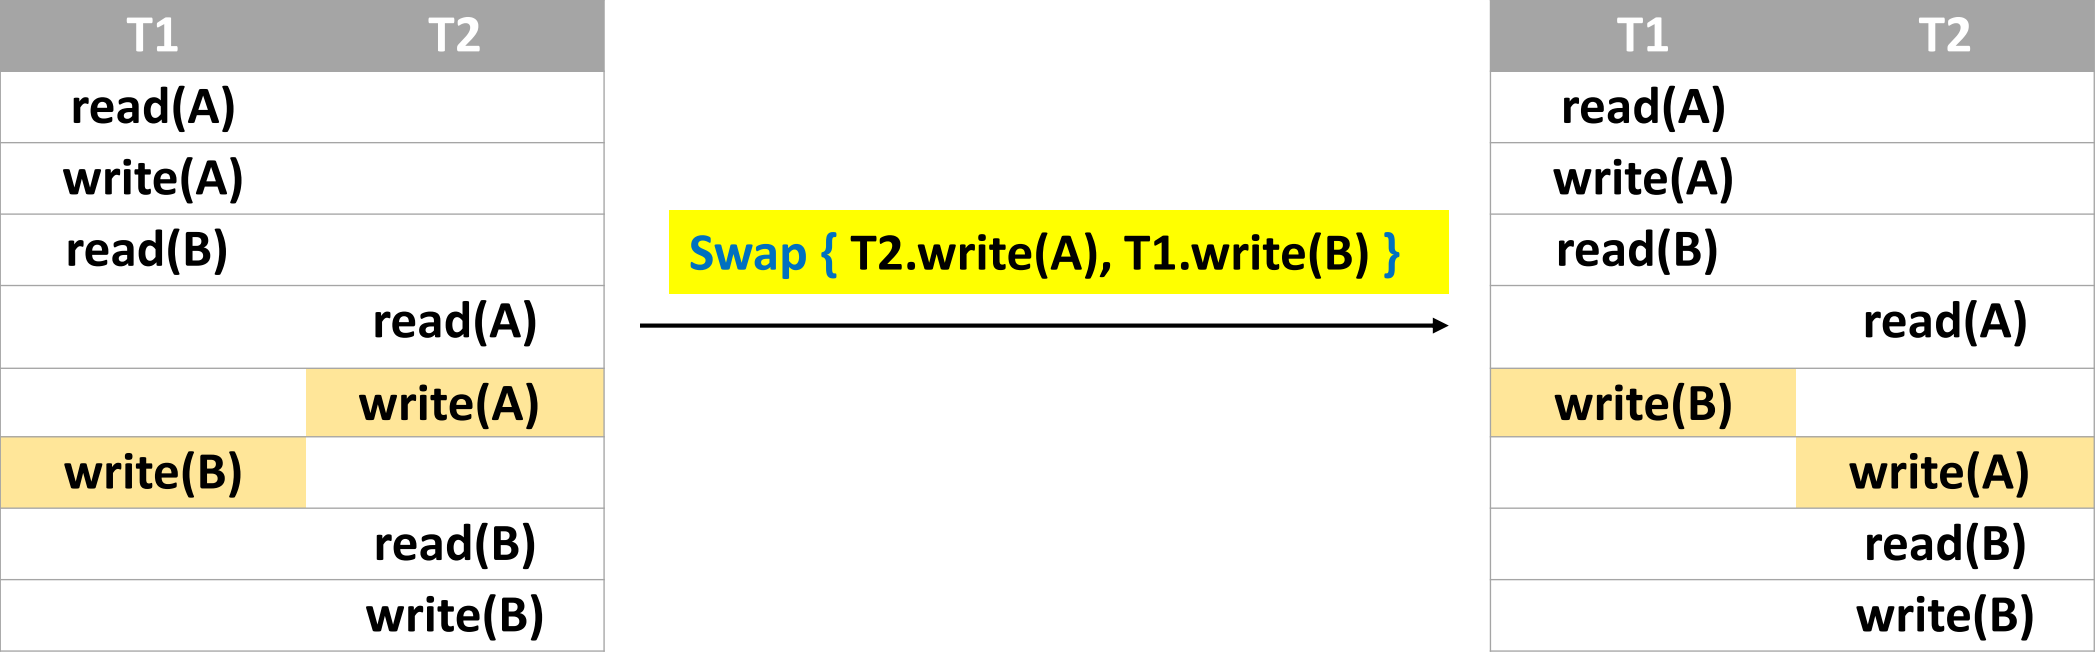 T1 T2
read(A)
write(A)
read(B)
read(A)
write(A)
write(B)
read(B)
write(B)
Swap { T2.write(A), T1.write(B) }
T1 T2
read(A)
write(A)
read(B)
read(A)
write(B)
write(A)
read(B)
write(B)